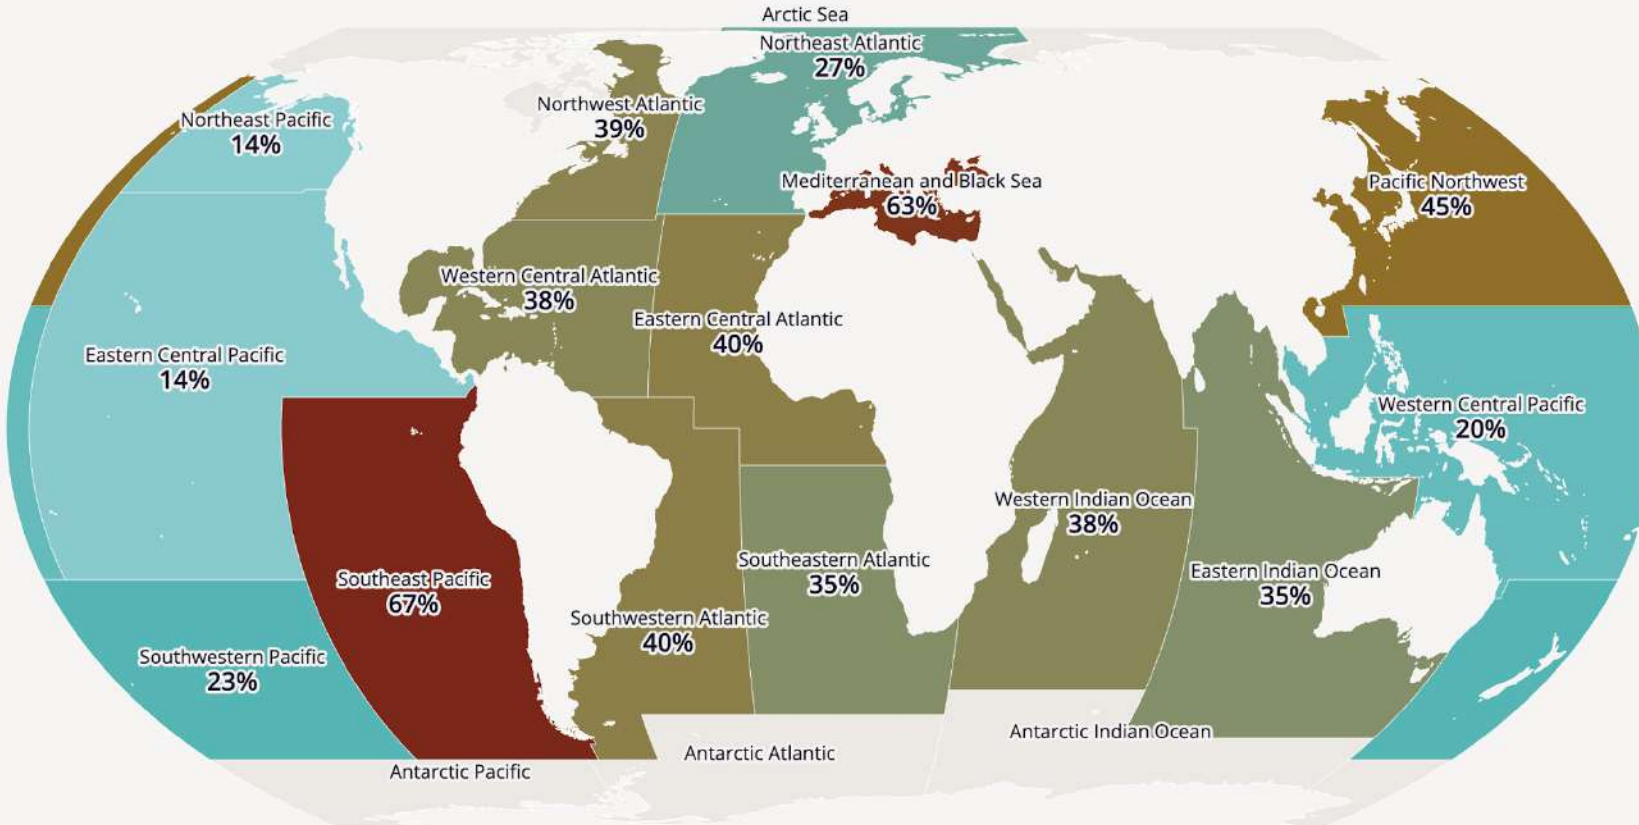 Arctic Sea
Northeast Atlantic
27%
Northwest Atlantic
39%
Northeast Pacific
14%
Mediterranean and Black Sea
63%
Pacific Northwest
45%
Western Central Atlantic
38%
Eastern Central Atlantic
40%
Eastern Central Pacific
14%
Western Central Pacific
20%
Western Indian Ocean
38%
Southeastern Atlantic
35%
Eastern Indian Ocean
35%
Southeast Pacific
67%
Southwestern Atlantic
40%
Southwestern Pacific
23%
Antarctic Indian Ocean
Antarctic Atlantic
Antarctic Pacific